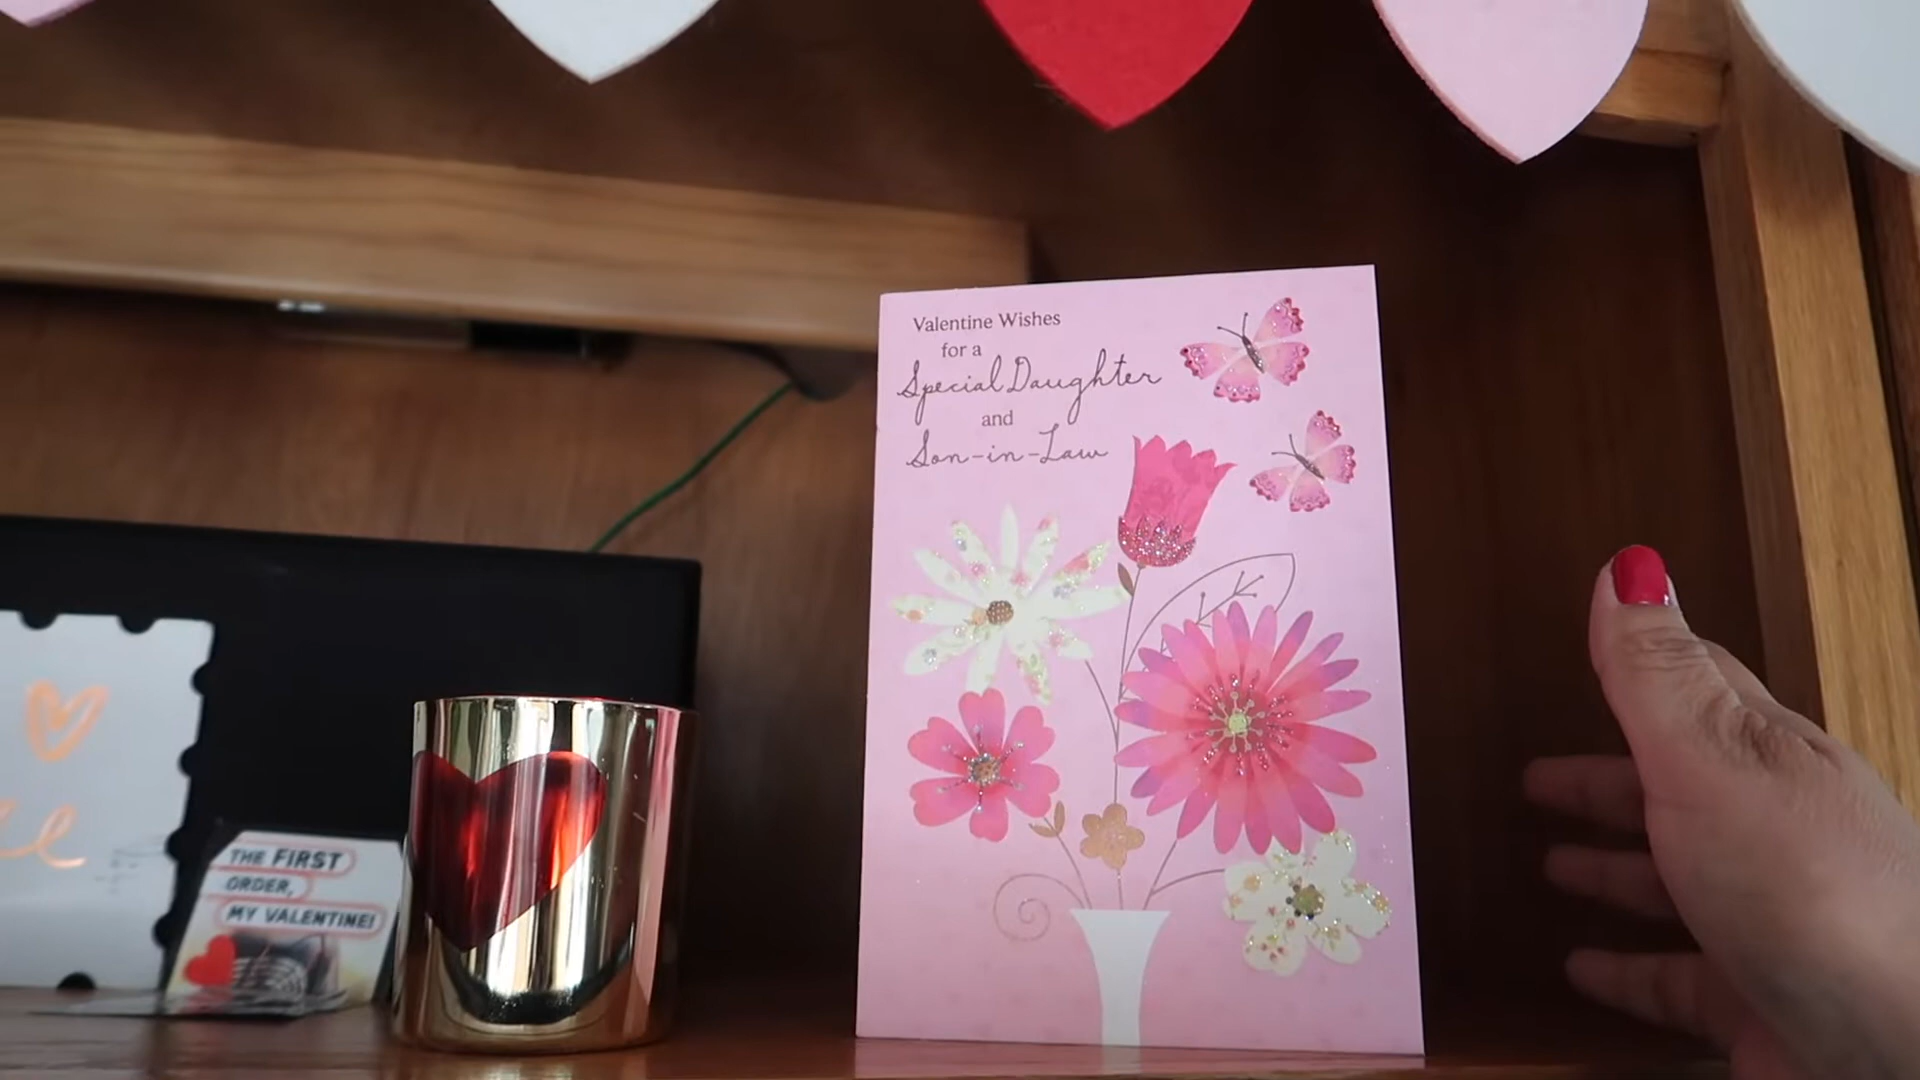 Valentine Wishes
for a
Special Daughter
and
Son-in-Law
THE FIRST
ORDER,
MY VALENTINE!